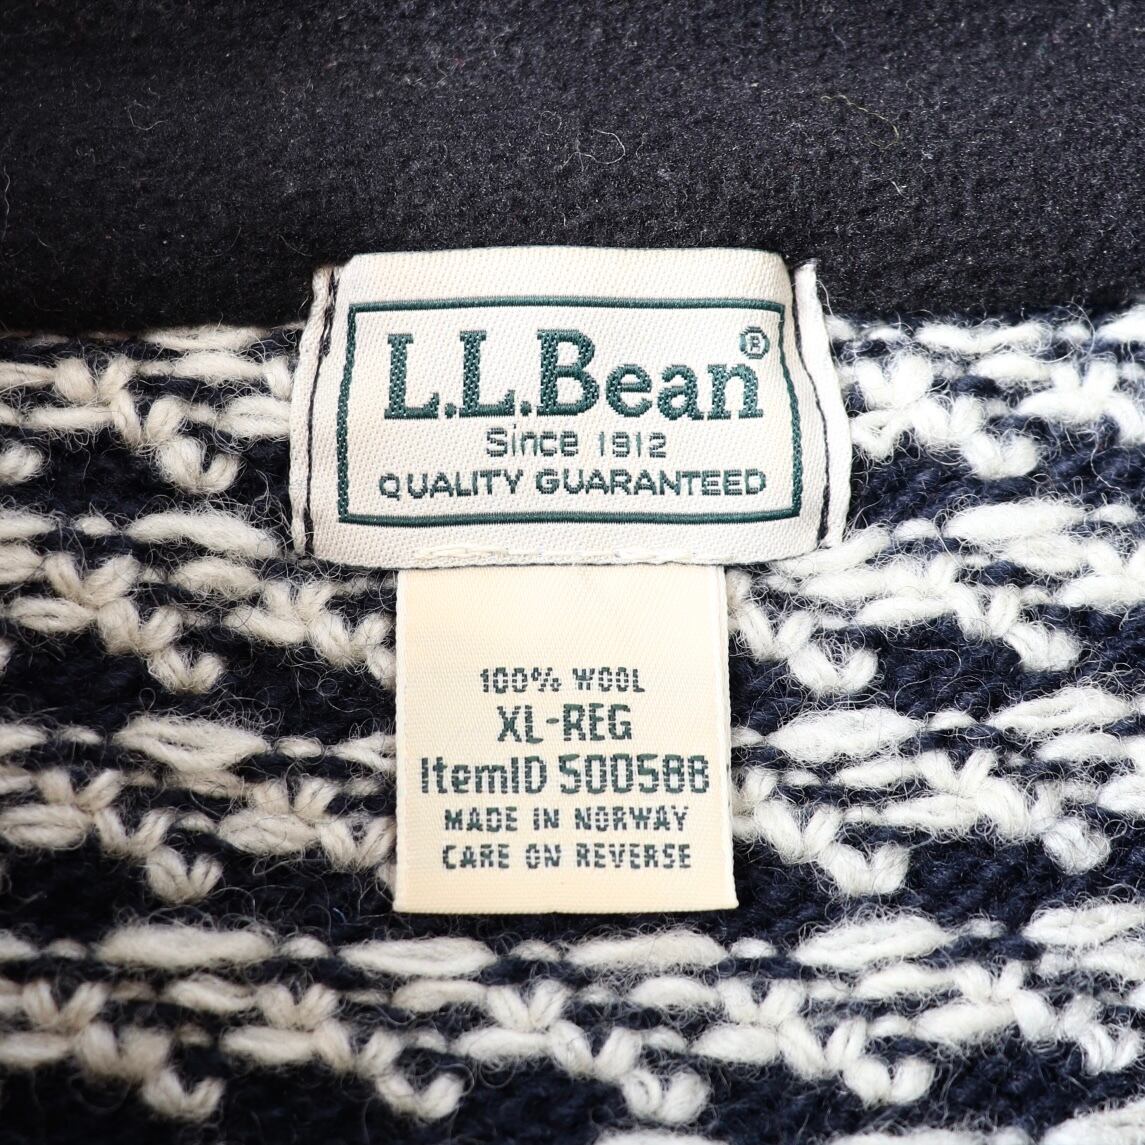 L.L.Bean®
Since 1912
QUALITY GUARANTEED
100% WOOL
XL-REG
ItemID 500588
MADE IN NORWAY
CARE ON REVERSE